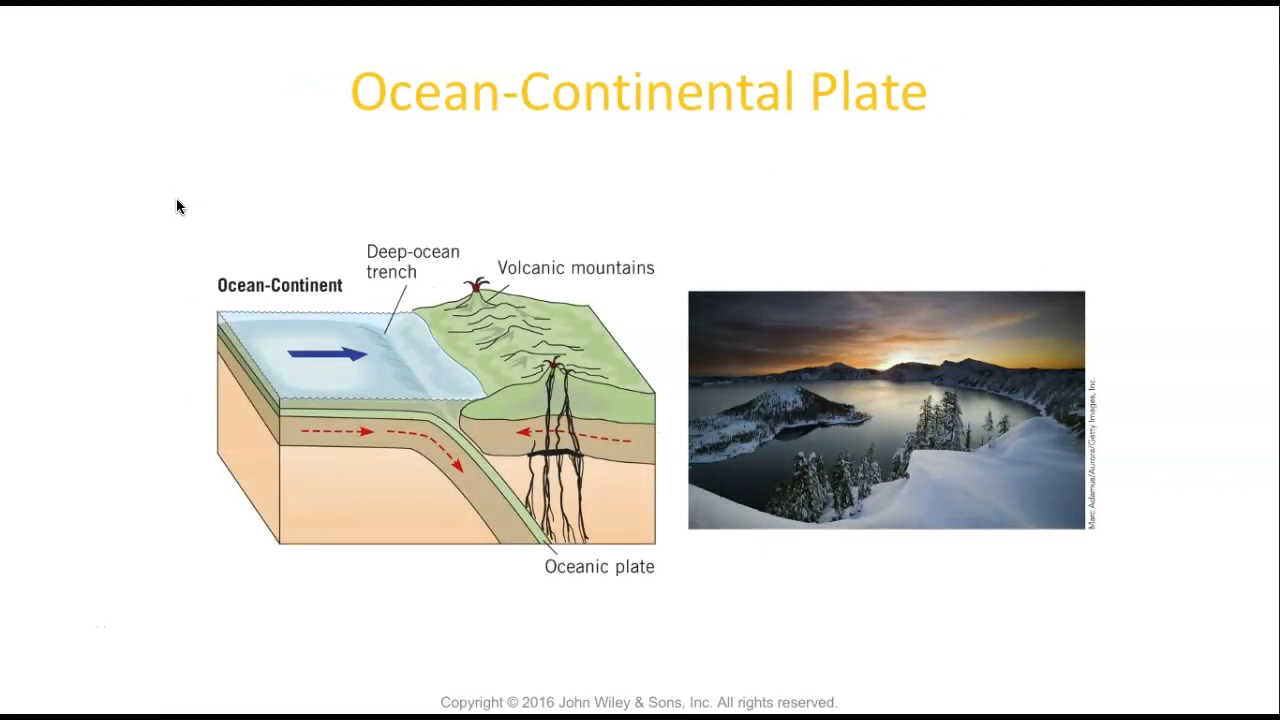 Ocean-Continental Plate
Deep-ocean
trench
Volcanic mountains
Ocean-Continent
Oceanic plate
Marc Adamus/Aurora/Getty Images, Inc.
Copyright © 2016 John Wiley & Sons, Inc. All rights reserved.